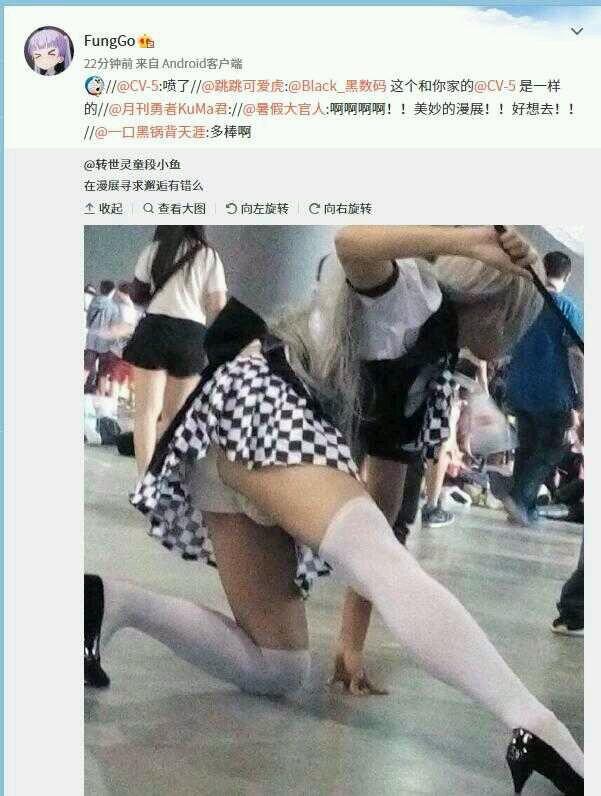 FungGo
22分钟前 来自 Android客户端
//@CV-5:喷了//@跳跳可爱虎:@Black_黑数码 这个和你家的@CV-5 是一样
的//@月刊勇者KuMa君://@暑假大官人:啊啊啊啊！！美妙的漫展！！好想去！！
//@一口黑锅背天涯:多棒啊
@转世灵童段小鱼
在漫展寻求邂逅有错么
收起 查看大图 向左旋转 向右旋转